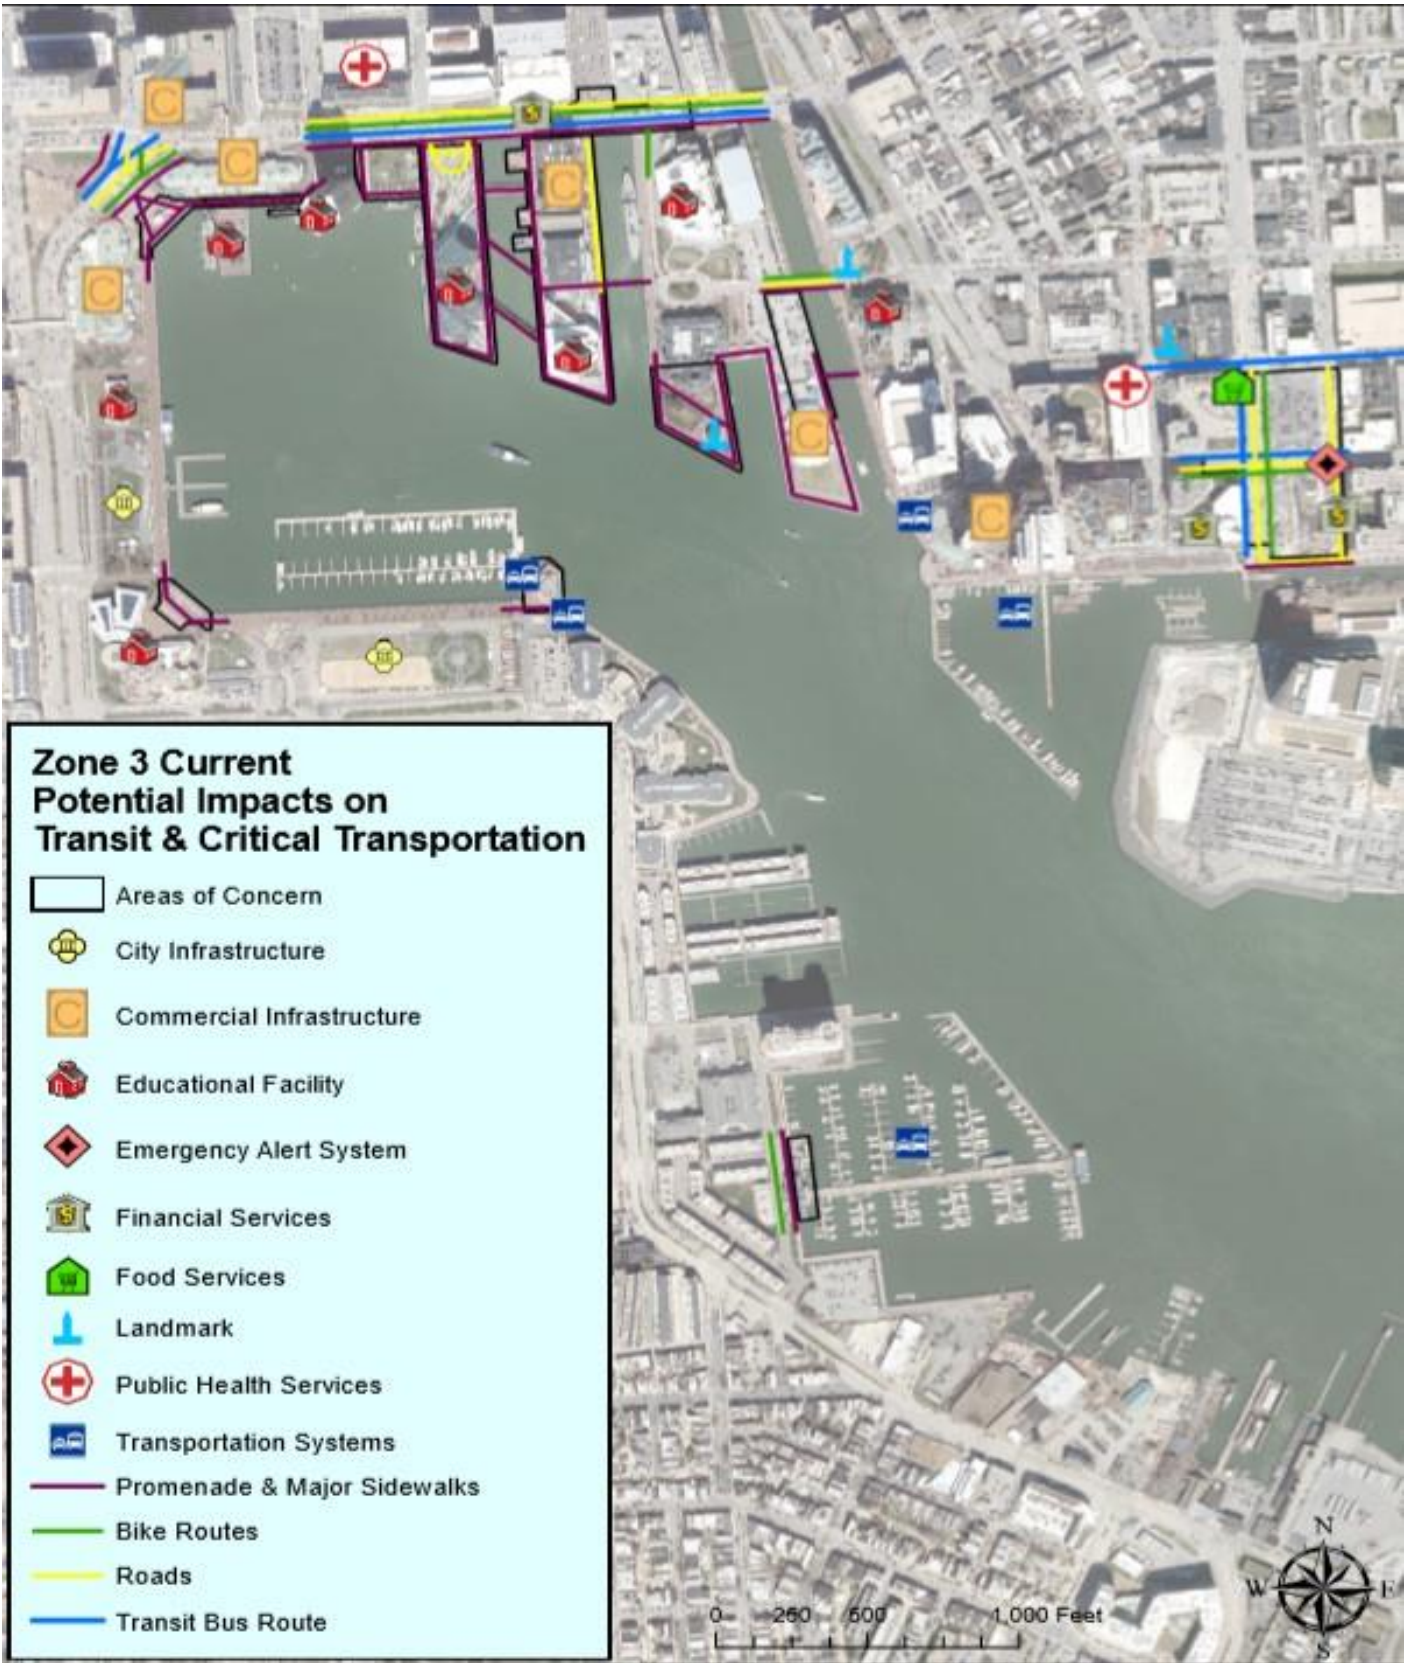 Zone 3 Current
Potential Impacts on
Transit & Critical Transportation
Areas of Concern
City Infrastructure
C Commercial Infrastructure
Educational Facility
Emergency Alert System
$ Financial Services
Food Services
Landmark
Public Health Services
Transportation Systems
Promenade & Major Sidewalks
Bike Routes
Roads
Transit Bus Route
C
C
C
C
C
C
$
$
$
0 250 500 1,000 Feet
N
W E
S